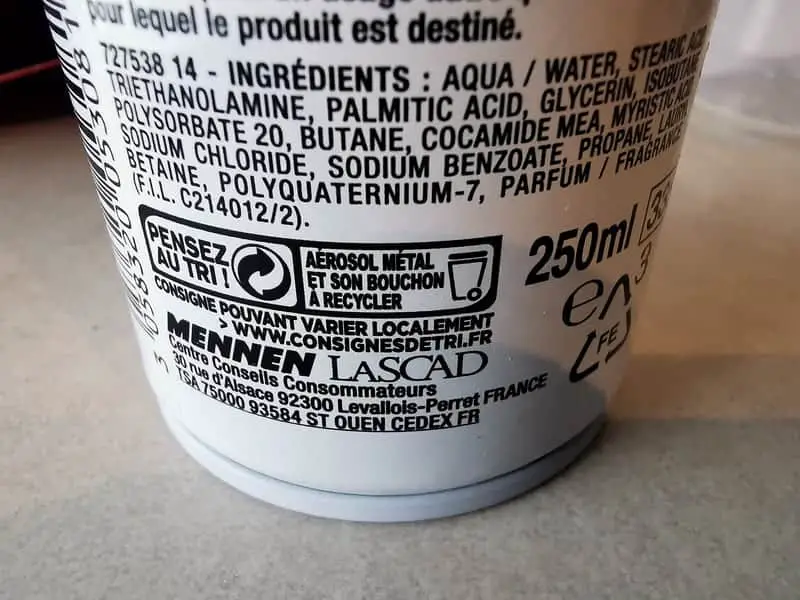 pour lequel le produit est destiné.
727538 14 - INGRÉDIENTS : AQUA / WATER, STEARIC ACID,
TRIETHANOLAMINE, PALMITIC ACID, GLYCERIN, ISOBUTANE,
POLYSORBATE 20, BUTANE, COCAMIDE MEA, MYRISTIC
SODIUM CHLORIDE, SODIUM BENZOATE, PROPANE,
BETAINE, POLYQUATERNIUM-7, PARFUM / FRAGRANCE
(F.I.L. C214012/2).
PENSEZ
AU TRI !
AÉROSOL MÉTAL
ET SON BOUCHON
À RECYCLER
CONSIGNE POUVANT VARIER LOCALEMENT
> WWW.CONSIGNESDETRI.FR
MENNEN LASCAD
Centre Conseils Consommateurs
30 rue d'Alsace 92300 Levallois-Perret FRANCE
TSA 75000 93584 ST OUEN CEDEX FR
250ml
e
FE